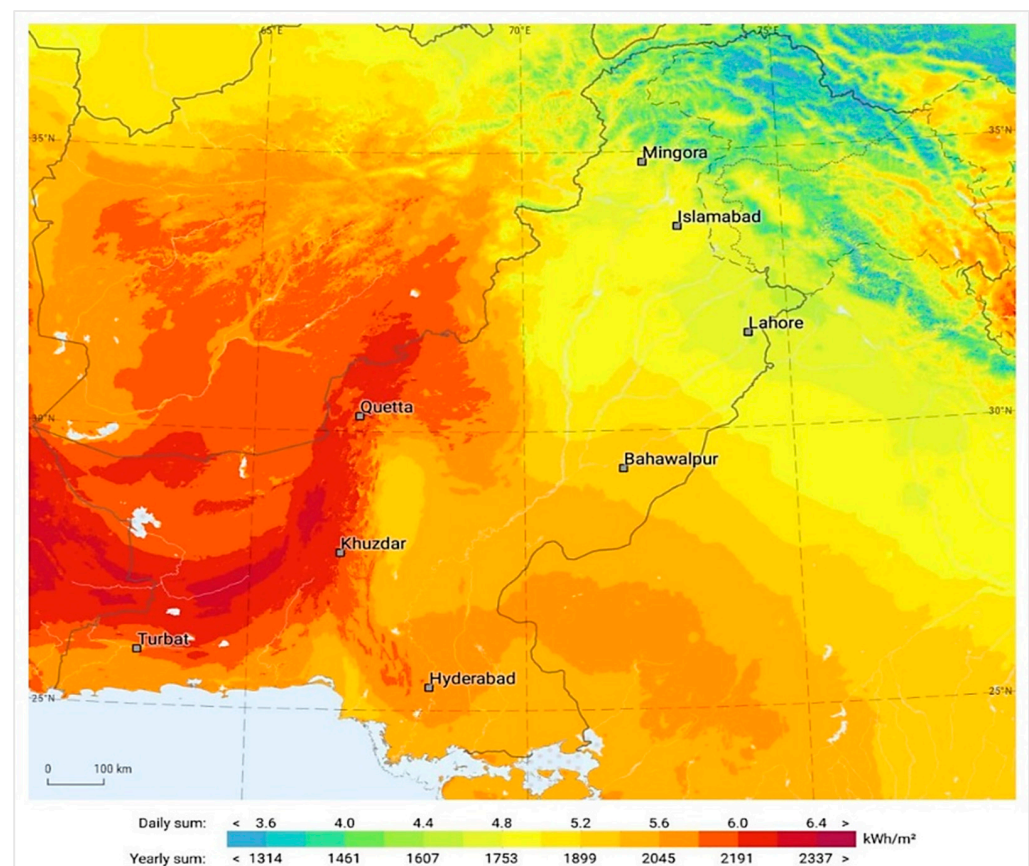 65°E 70°E 75°E
35°N 35°N
Mingora
Islamabad
Lahore
Quetta
30°N 30°N
Bahawalpur
Khuzdar
Turbat
Hyderabad
25°N 25°N
0 100 km
Daily sum: < 3.6 4.0 4.4 4.8 5.2 5.6 6.0 6.4 >
kWh/m²
Yearly sum: < 1314 1461 1607 1753 1899 2045 2191 2337 >